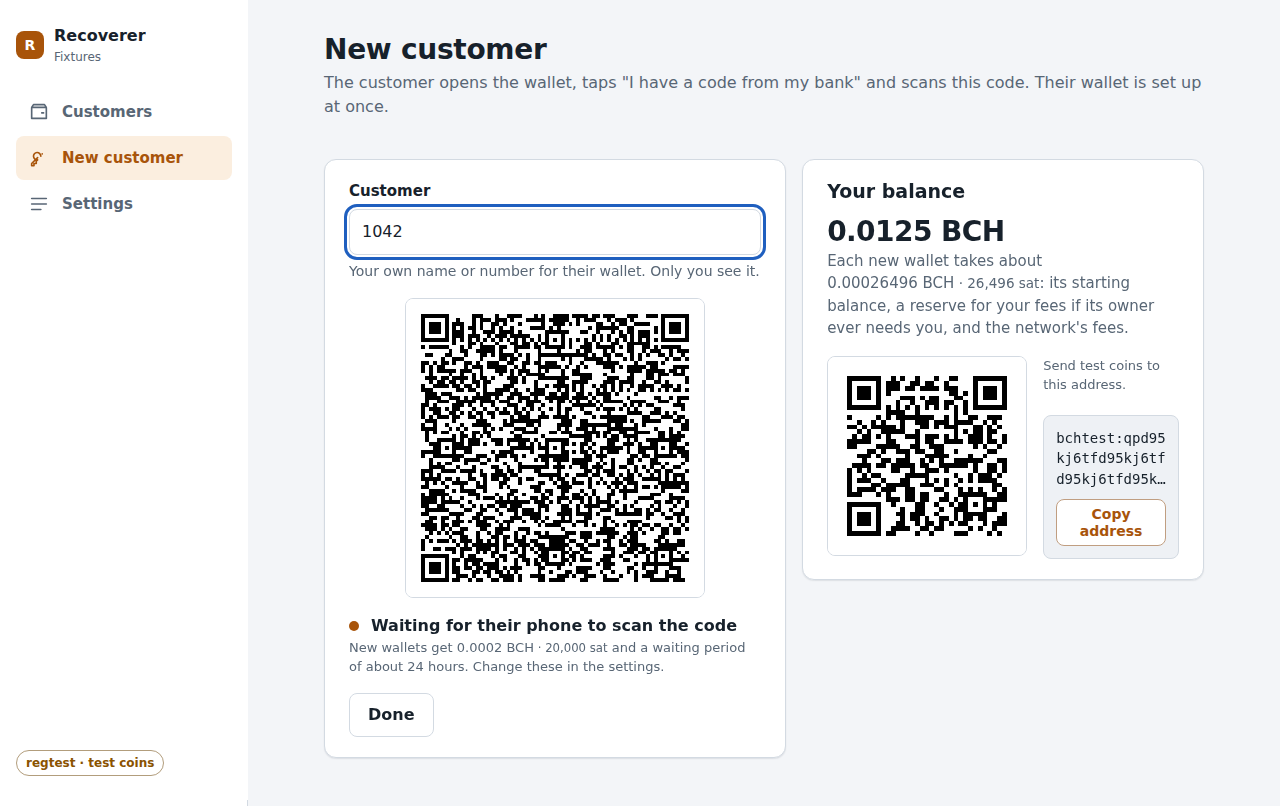 R
Recoverer
Fixtures
Customers
New customer
Settings
regtest · test coins
New customer
The customer opens the wallet, taps "I have a code from my bank" and scans this code. Their wallet is set up
at once.
Customer
1042
Your own name or number for their wallet. Only you see it.
Waiting for their phone to scan the code
New wallets get 0.0002 BCH · 20,000 sat and a waiting period
of about 24 hours. Change these in the settings.
Done
Your balance
0.0125 BCH
Each new wallet takes about
0.00026496 BCH · 26,496 sat: its starting
balance, a reserve for your fees if its owner
ever needs you, and the network's fees.
Send test coins to
this address.
bchtest:qpd95
kj6tfd95kj6tf
d95kj6tfd95k…
Copy
address